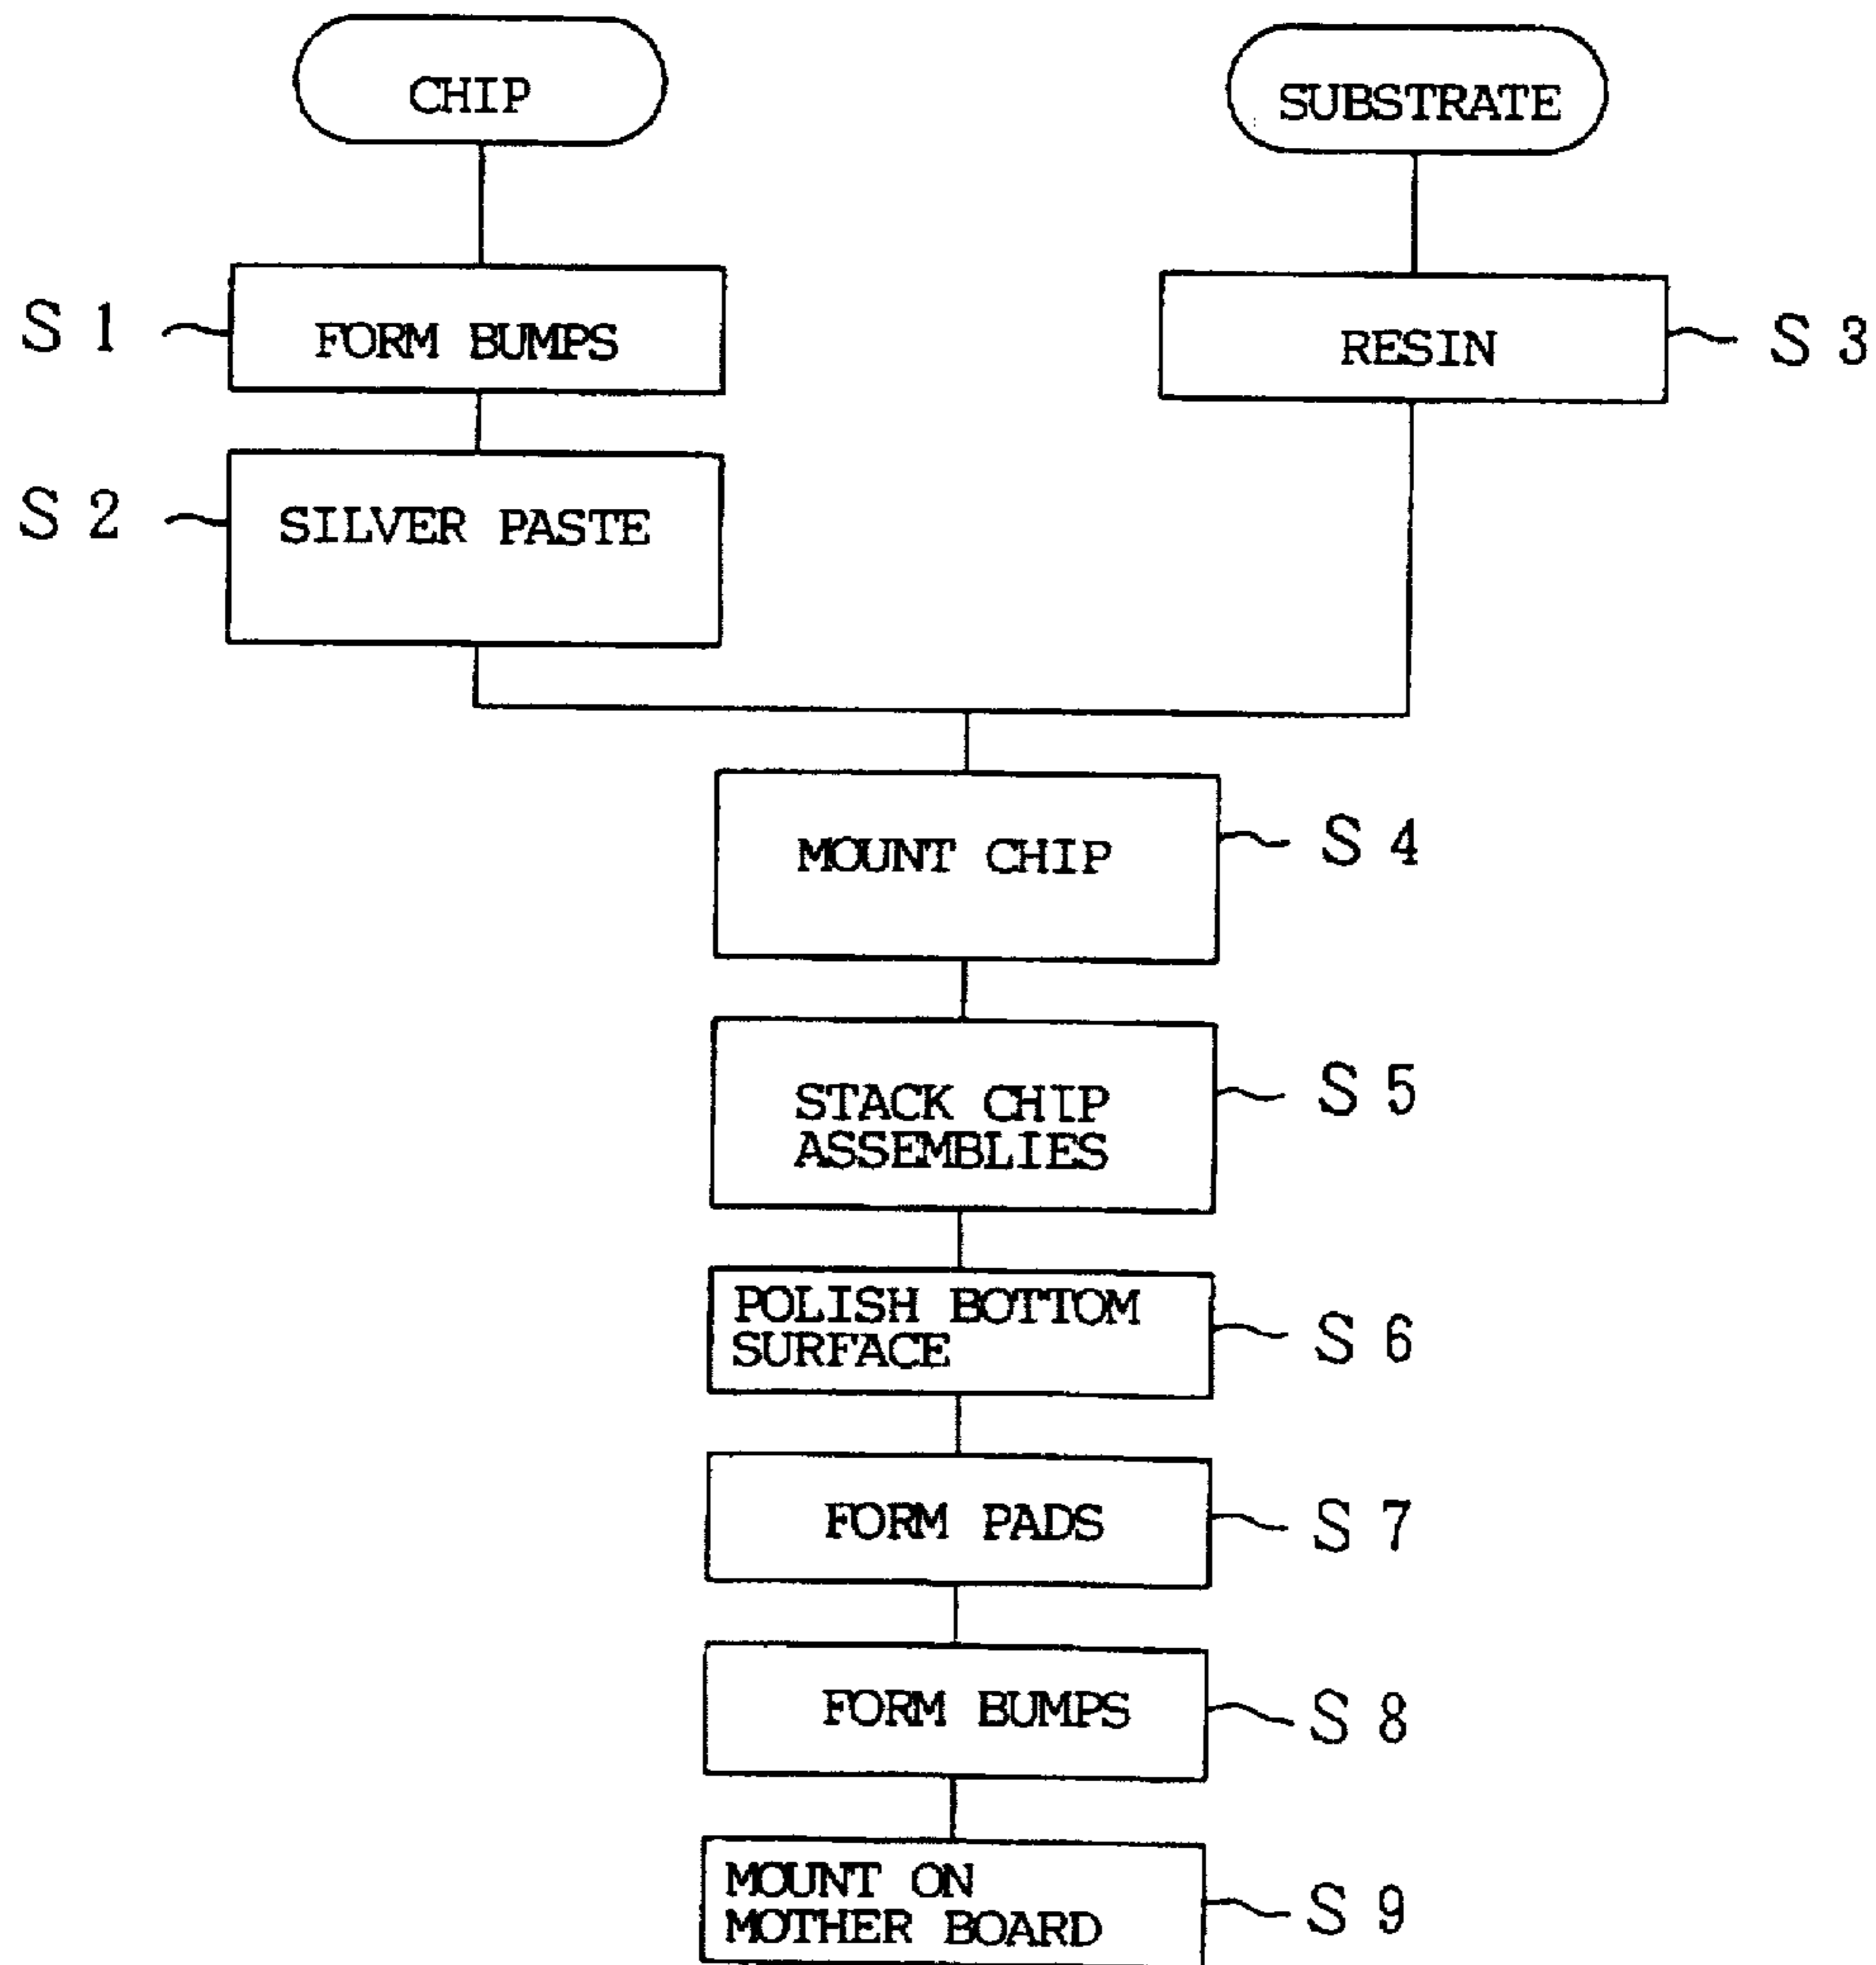 CHIP
SUBSTRATE
S 1
FORM BUMPS
RESIN
S 3
S 2
SILVER PASTE
MOUNT CHIP
S 4
STACK CHIP
ASSEMBLIES
S 5
POLISH BOTTOM
SURFACE
S 6
FORM PADS
S 7
FORM BUMPS
S 8
MOUNT ON
MOTHER BOARD
S 9